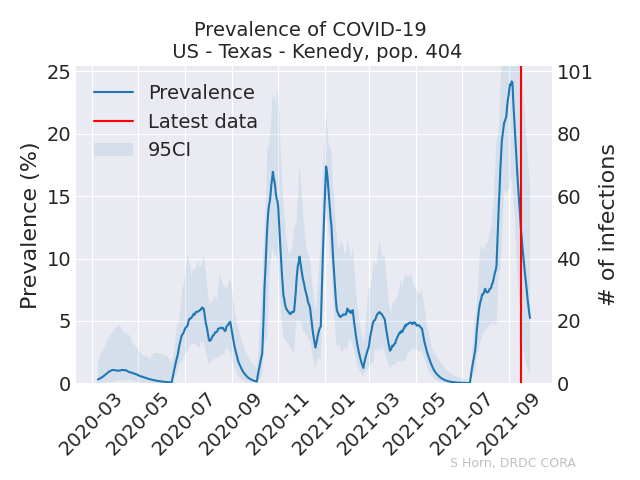 Prevalence of COVID-19
US - Texas - Kenedy, pop. 404
Prevalence
Latest data
95CI
Prevalence (%)
25
20
15
10
5
0
101
80
60
40
20
0
# of infections
2020-03
2020-05
2020-07
2020-09
2020-11
2021-01
2021-03
2021-05
2021-07
2021-09
S Horn, DRDC CORA